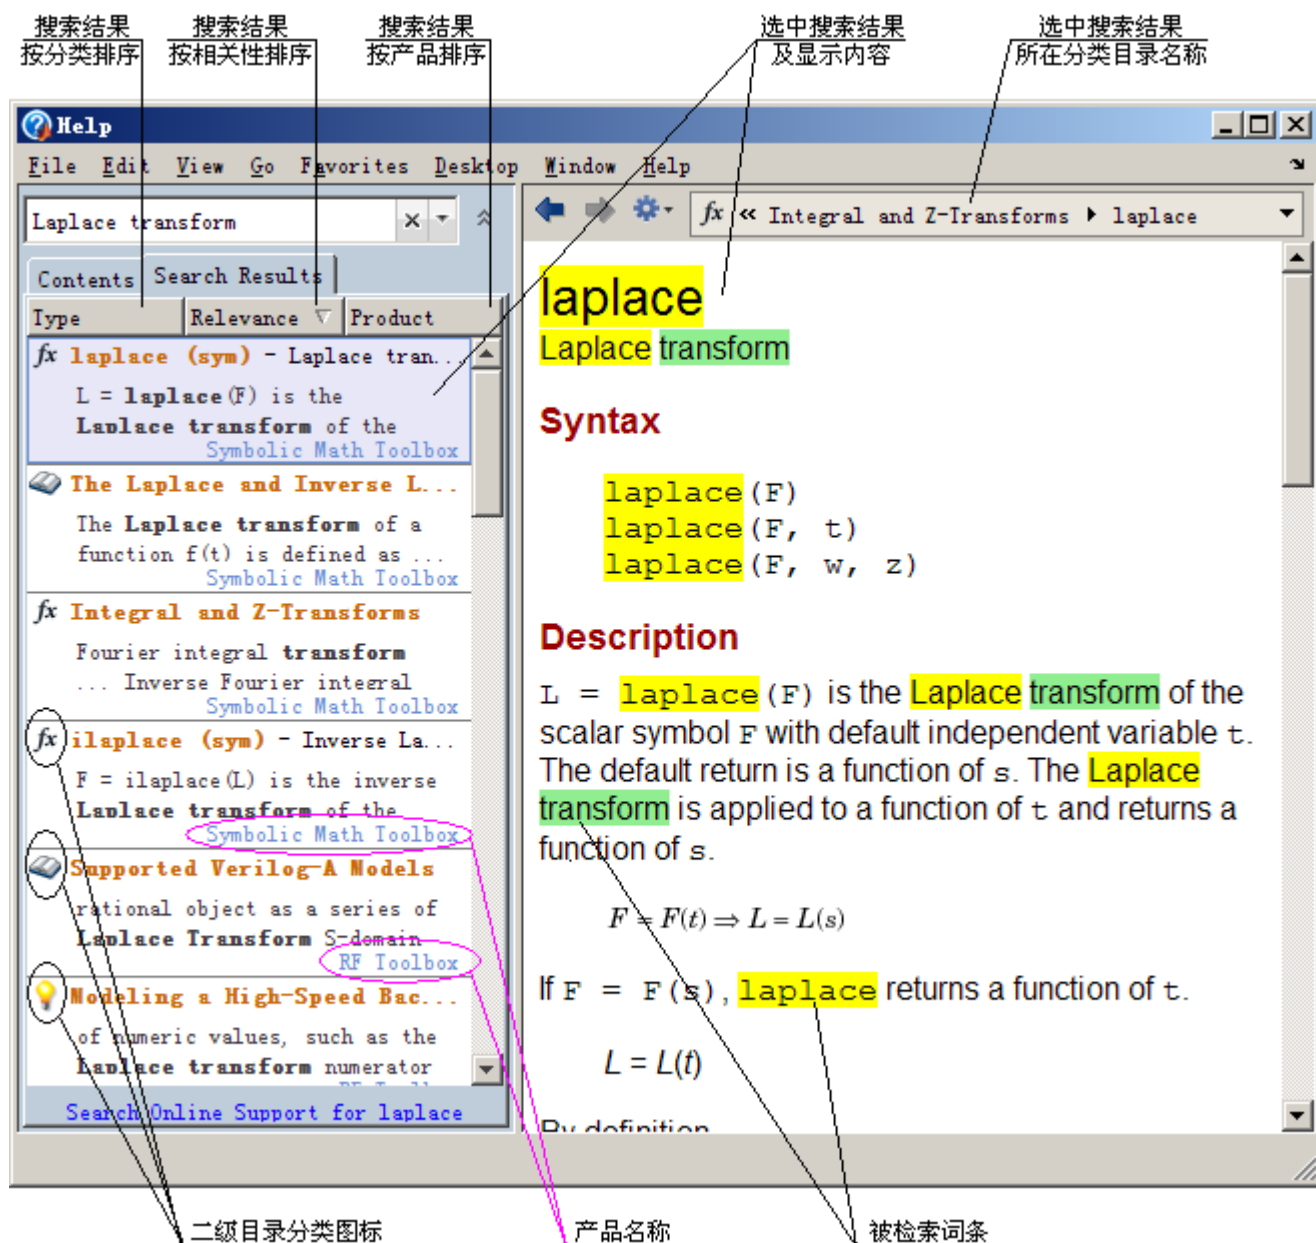 搜索结果
按分类排序
搜索结果
按相关性排序
搜索结果
按产品排序
选中搜索结果
及显示内容
选中搜索结果
所在分类目录名称
Help
File Edit View Go Favorites Desktop Window Help
Laplace transform
fx « Integral and Z-Transforms ▶ laplace
Contents Search Results
Type Relevance Product
fx laplace (sym) - Laplace tran...
L = laplace(F) is the
Laplace transform of the
Symbolic Math Toolbox
The Laplace and Inverse L...
The Laplace transform of a
function f(t) is defined as ...
Symbolic Math Toolbox
fx Integral and Z-Transforms
Fourier integral transform
... Inverse Fourier integral
Symbolic Math Toolbox
fx ilaplace (sym) - Inverse La...
F = ilaplace(L) is the inverse
Laplace transform of the
Symbolic Math Toolbox
Supported Verilog-A Models
rational object as a series of
Laplace Transform S-domain
RF Toolbox
Modeling a High-Speed Bac...
of numeric values, such as the
Laplace transform numerator
Search Online Support for laplace
laplace
Laplace transform
Syntax
laplace(F)
laplace(F, t)
laplace(F, w, z)
Description
L = laplace(F) is the Laplace transform of the
scalar symbol F with default independent variable t.
The default return is a function of s. The Laplace
transform is applied to a function of t and returns a
function of s.
F = F(t) ⇒ L = L(s)
If F = F(s), laplace returns a function of t.
L = L(t)
By definition
二级目录分类图标
产品名称
被检索词条